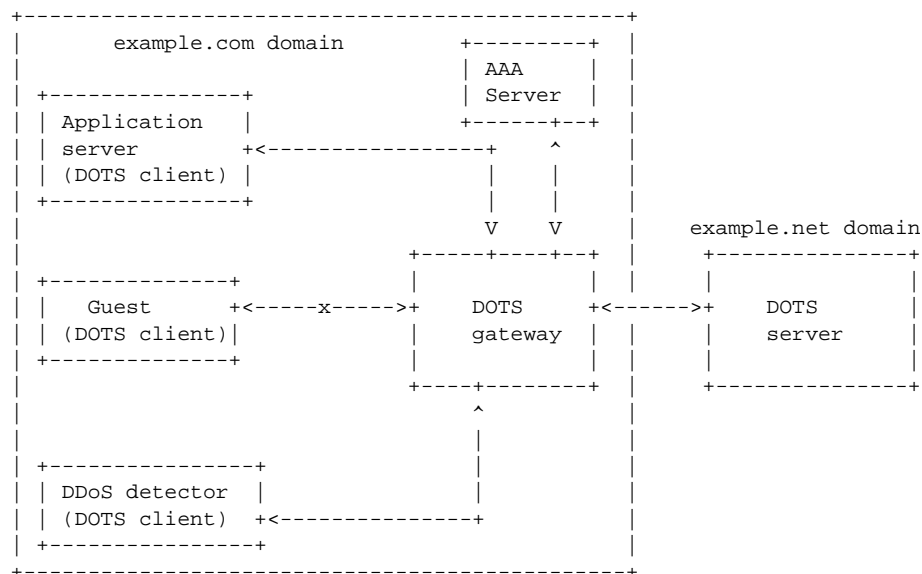 example.com domain
AAA
Server
Application
server
(DOTS client)
example.net domain
Guest
(DOTS client)
x
DOTS
gateway
DOTS
server
DDoS detector
(DOTS client)